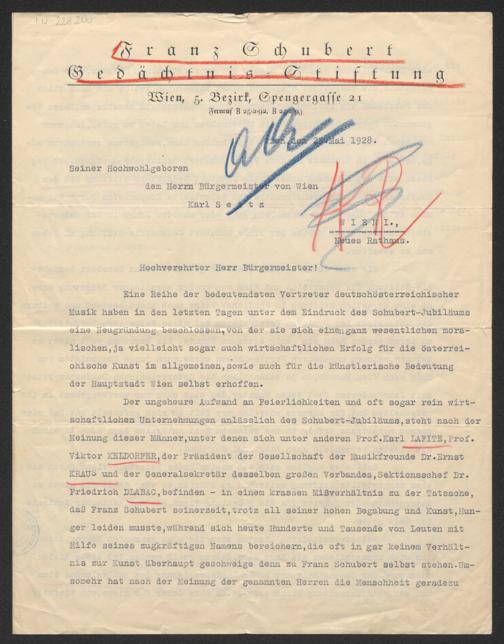 Franz Schubert
Gedächtnis-Stiftung
Wien, 5. Bezirk, Spengergasse 21
Wien, den Mai 1928.
Seiner Hochwohlgeboren
dem Herrn Bürgermeister von Wien
Karl Seitz
WIEN I.,
Neues Rathaus.
Hochverehrter Herr Bürgermeister!
Eine Reihe der bedeutendsten Vertreter deutschösterreichischer
Musik haben in den letzten Tagen unter dem Eindruck des Schubert-Jubiläums
eine Neugründung beschlossen,von der sie sich einen ganz wesentlichen mora-
lischen,ja vielleicht sogar auch wirtschaftlichen Erfolg für die österrei-
chische Kunst im allgemeinen,sowie auch für die künstlerische Bedeutung
der Hauptstadt Wien selbst erhoffen.
Der ungeheure Aufwand an Feierlichkeiten und oft sogar rein wirt-
schaftlichen Unternehmungen anlässlich des Schubert-Jubiläums,steht nach der
Meinung dieser Männer,unter denen sich unter anderen Prof.Karl LAFITE,Prof.
Viktor KELDORFER,der Präsident der Gesellschaft der Musikfreunde Dr.Ernst
KRAUS und der Generalsekretär desselben großen Verbandes,Sektionschef Dr.
Friedrich DLABAC,befinden - in einem krassen Mißverhältnis zu der Tatsache,
daß Franz Schubert seinerzeit,trotz all seiner hohen Begabung und Kunst,Hun-
ger leiden musste,während sich heute Hunderte und Tausende von Leuten mit
Hilfe seines zugkräftigen Namens bereichern,die oft in gar keinem Verhält-
nis zur Kunst überhaupt geschweige denn zu Franz Schubert selbst stehen.Um-
somehr hat nach der Meinung der genannten Herren die Menschheit geradezu